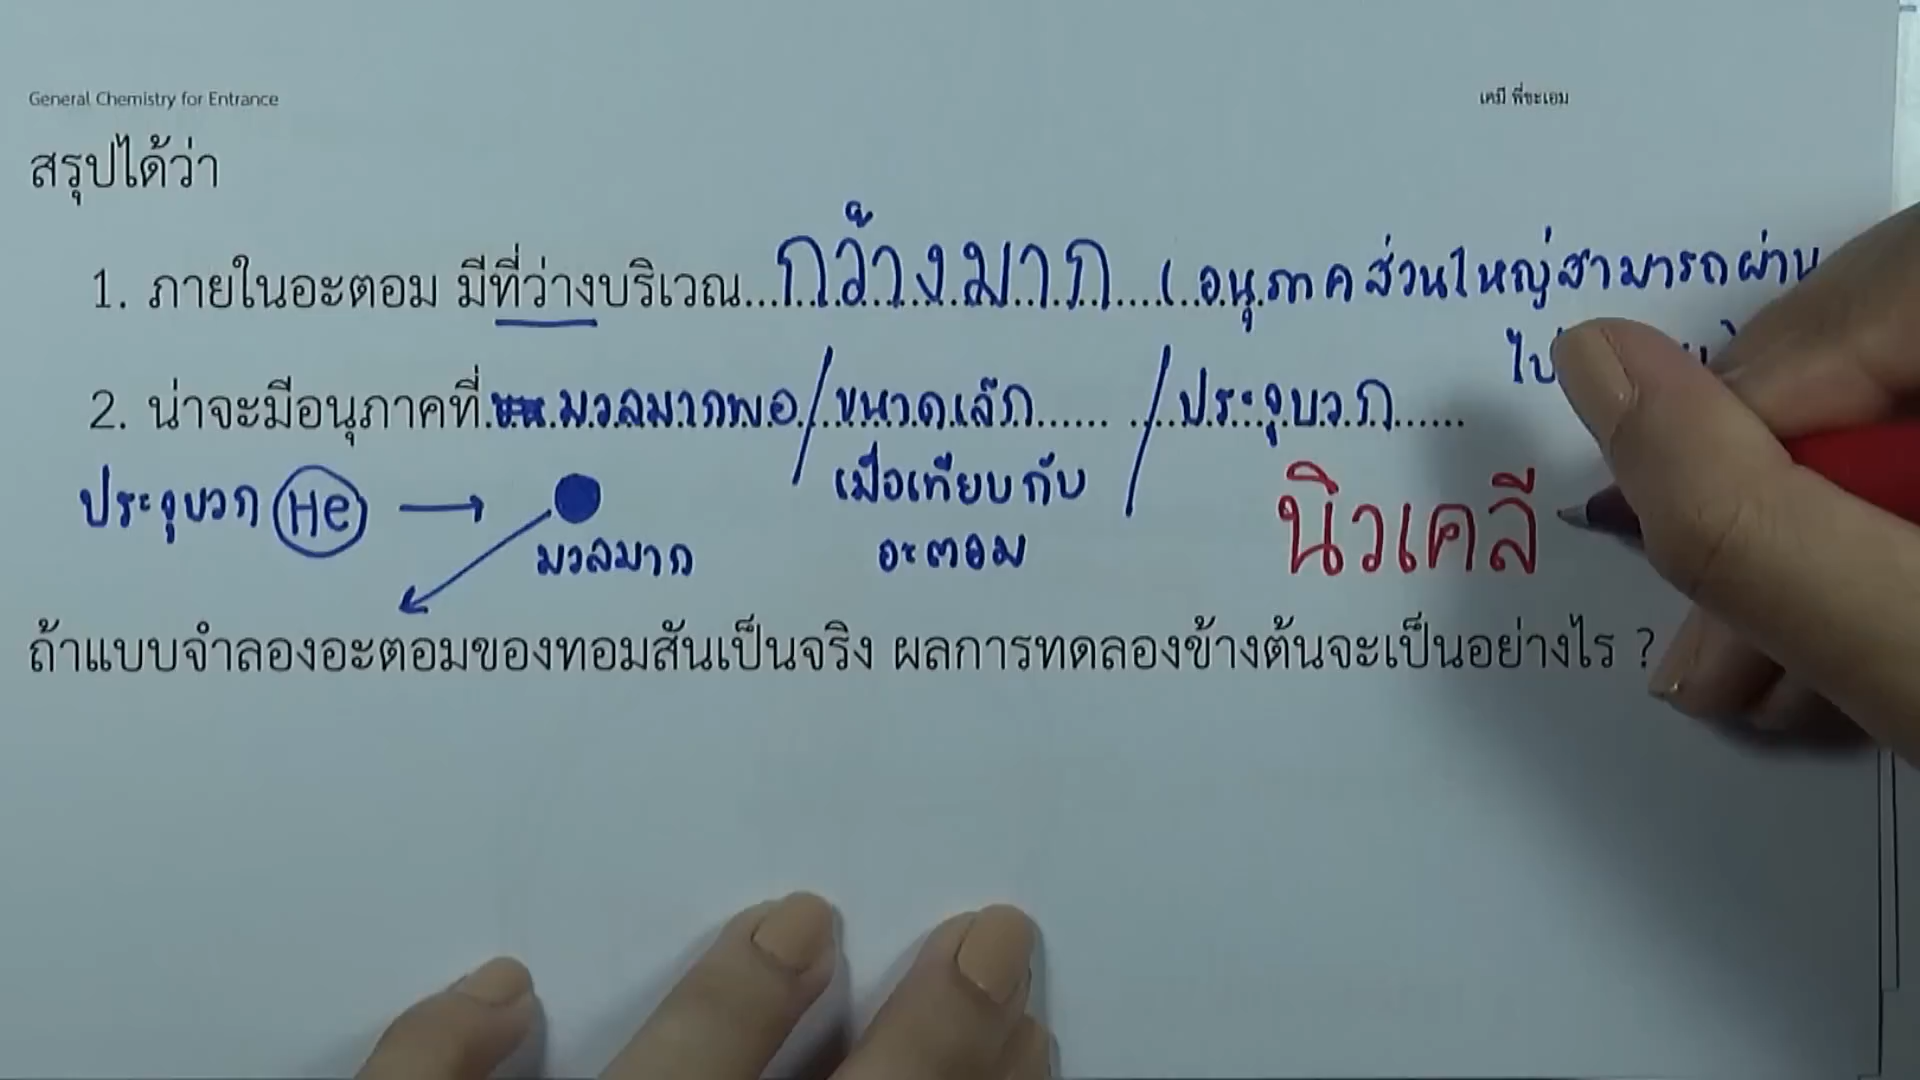 General Chemistry for Entrance
เคมี พี่ชะเอม
สรุปได้ว่า
1. ภายในอะตอม มีที่ว่างบริเวณ...กว้างมาก...(อนุภาคส่วนใหญ่สามารถผ่าน
2. น่าจะมีอนุภาคที่...มวลมากพอ/ขนาดเล็ก....../ประจุบวก......
ประจุบวก He → มวลมาก
เมื่อเทียบกับ
อะตอม
นิวเคลี
ถ้าแบบจำลองอะตอมของทอมสันเป็นจริง ผลการทดลองข้างต้นจะเป็นอย่างไร ?